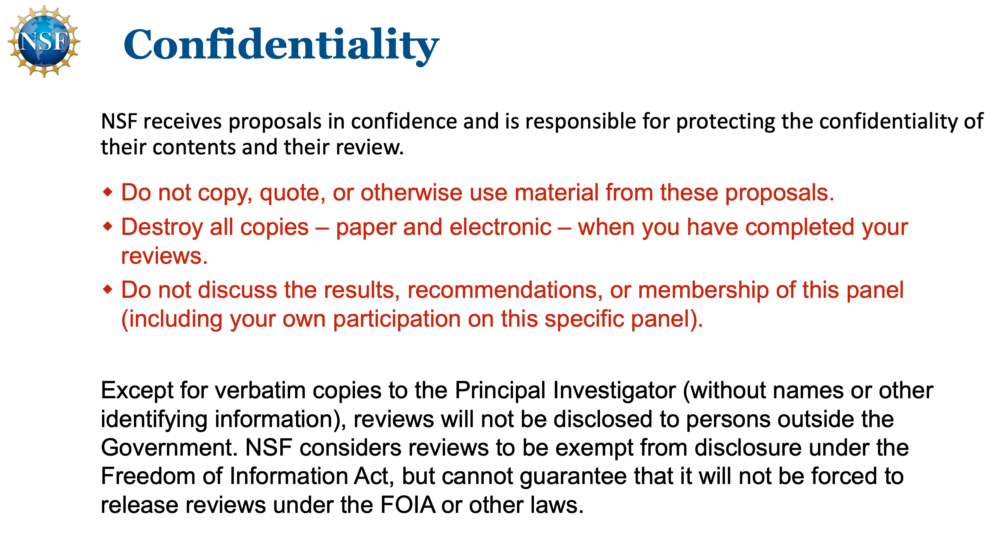 NSF
Confidentiality
NSF receives proposals in confidence and is responsible for protecting the confidentiality of
their contents and their review.
◆ Do not copy, quote, or otherwise use material from these proposals.
◆ Destroy all copies – paper and electronic – when you have completed your
reviews.
◆ Do not discuss the results, recommendations, or membership of this panel
(including your own participation on this specific panel).
Except for verbatim copies to the Principal Investigator (without names or other
identifying information), reviews will not be disclosed to persons outside the
Government. NSF considers reviews to be exempt from disclosure under the
Freedom of Information Act, but cannot guarantee that it will not be forced to
release reviews under the FOIA or other laws.